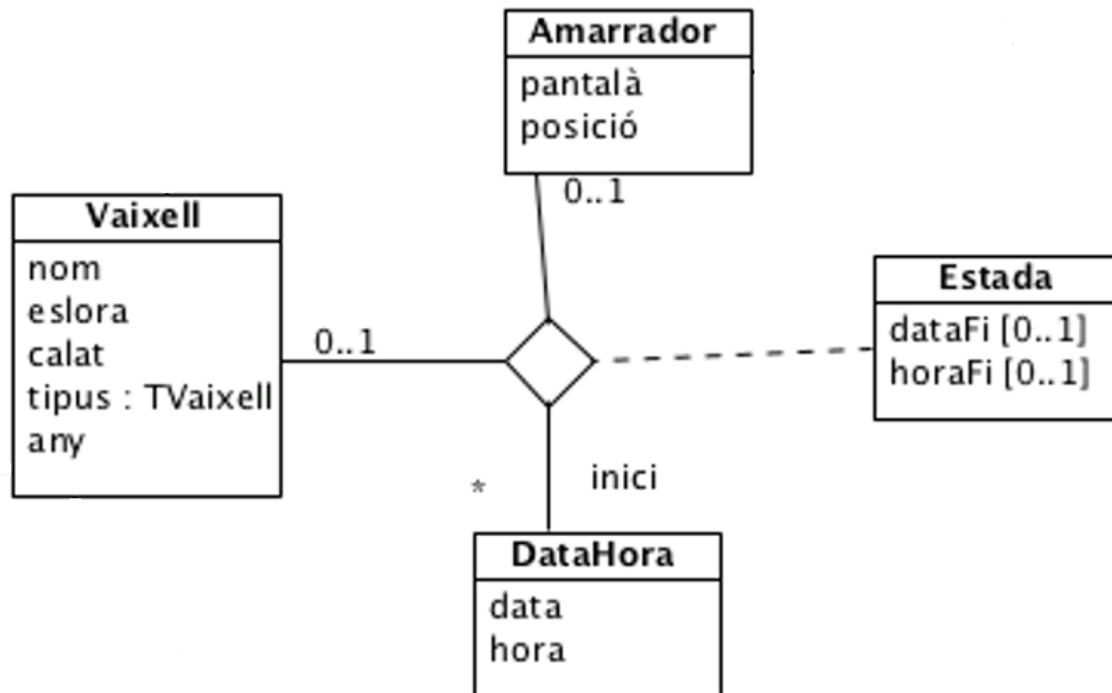 Amarrador
pantalà
posició
0..1
Vaixell
nom
eslora
calat
tipus : TVaixell
any
0..1
Estada
dataFi [0..1]
horaFi [0..1]
*
inici
DataHora
data
hora